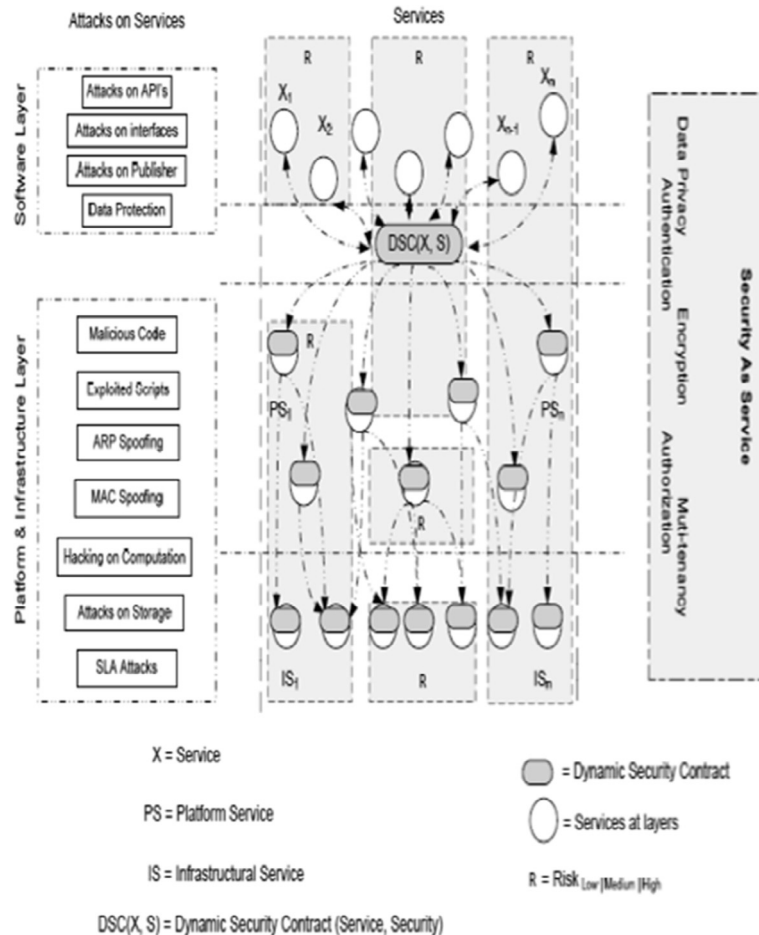 Attacks on Services
Services
Software Layer
Attacks on API's
Attacks on interfaces
Attacks on Publisher
Data Protection
R
R
R
X1
X2
Xn-1
Xn
DSC(X, S)
Platform & Infrastructure Layer
Malicious Code
Exploited Scripts
ARP Spoofing
MAC Spoofing
Hacking on Computation
Attacks on Storage
SLA Attacks
R
PS1
PSn
R
IS1
R
ISn
Data Privacy
Authentication
Encryption
Authorization
Muti-tenancy
Security As Service
X = Service
PS = Platform Service
IS = Infrastructural Service
DSC(X, S) = Dynamic Security Contract (Service, Security)
= Dynamic Security Contract
= Services at layers
R = Risk Low |Medium | High